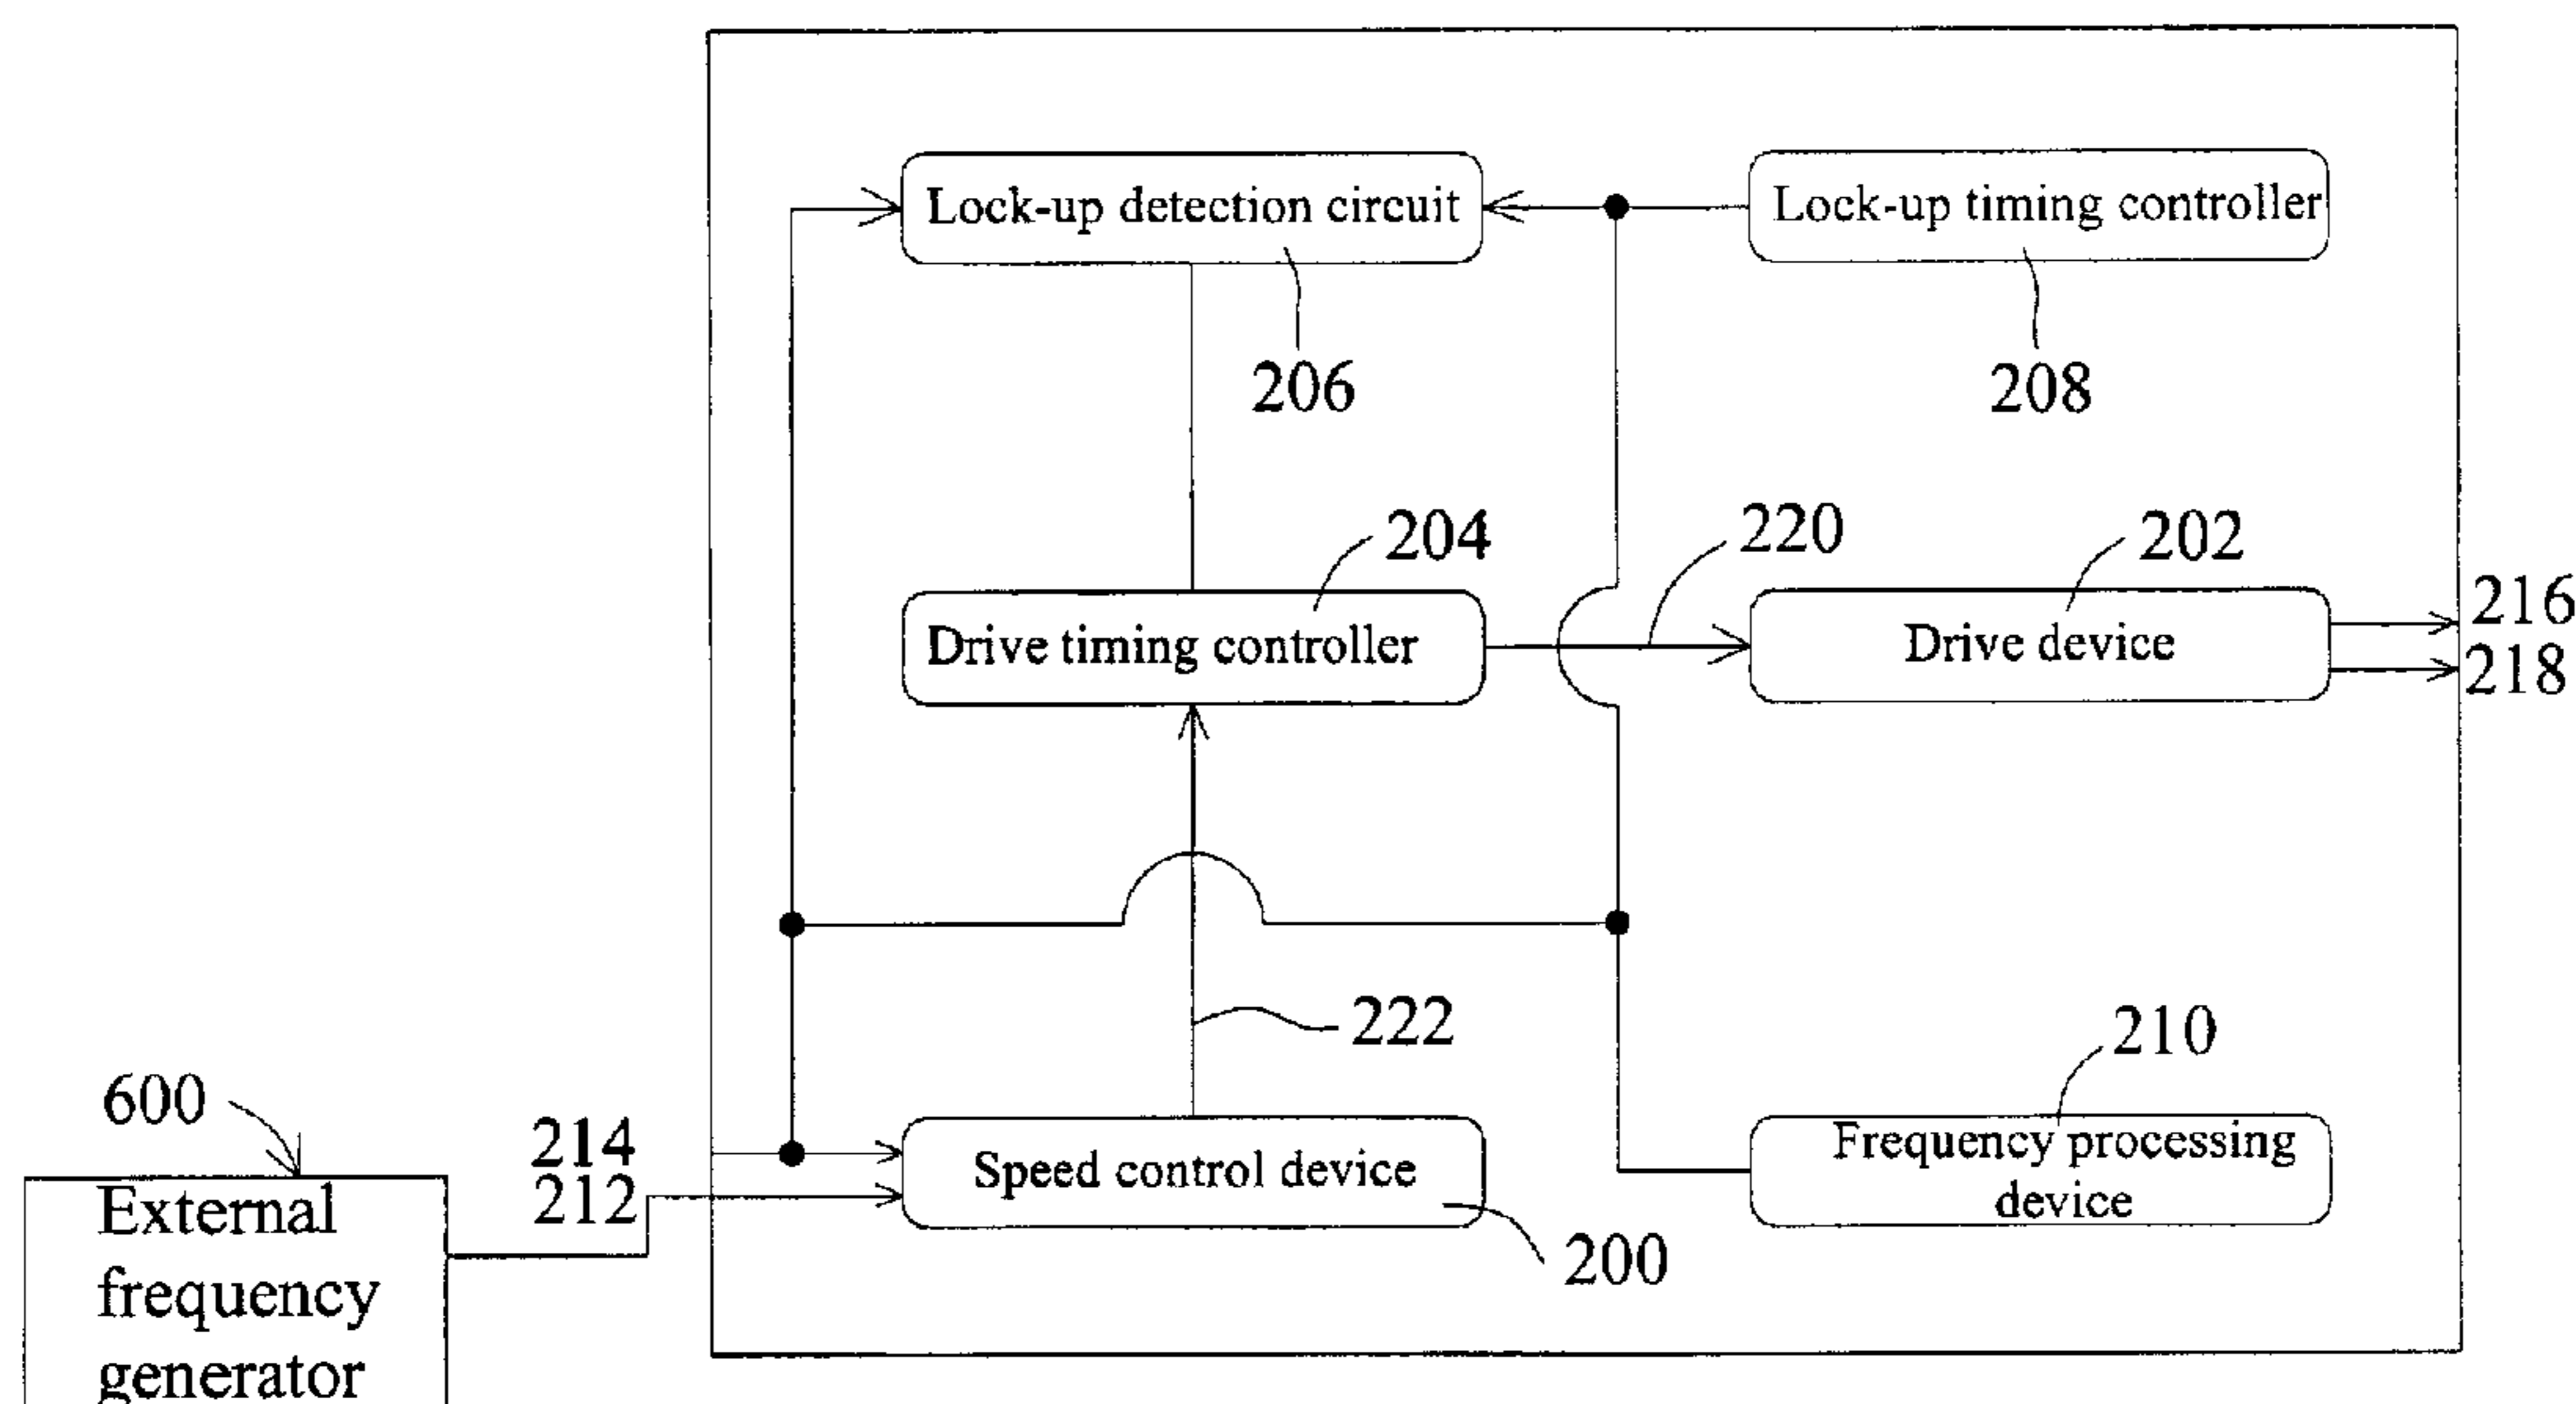 Lock-up detection circuit
Lock-up timing controller
206
208
204
220
202
Drive timing controller
Drive device
216
218
222
210
600
214
212
Speed control device
Frequency processing
device
200
External
frequency
generator